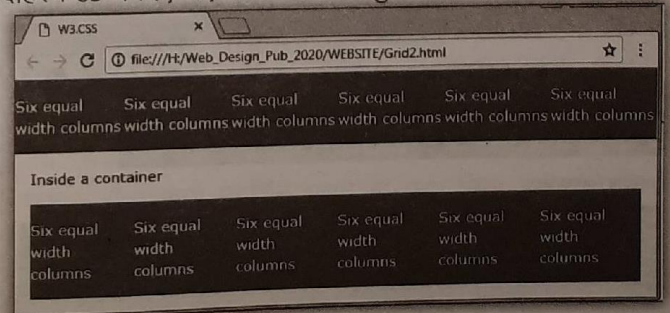 W3.CSS
file:///H:/Web_Design_Pub_2020/WEBSITE/Grid2.html
Six equal Six equal Six equal Six equal Six equal Six equal
width columns width columns width columns width columns width columns width columns
Inside a container
Six equal Six equal Six equal Six equal Six equal Six equal
width width width width width width
columns columns columns columns columns columns